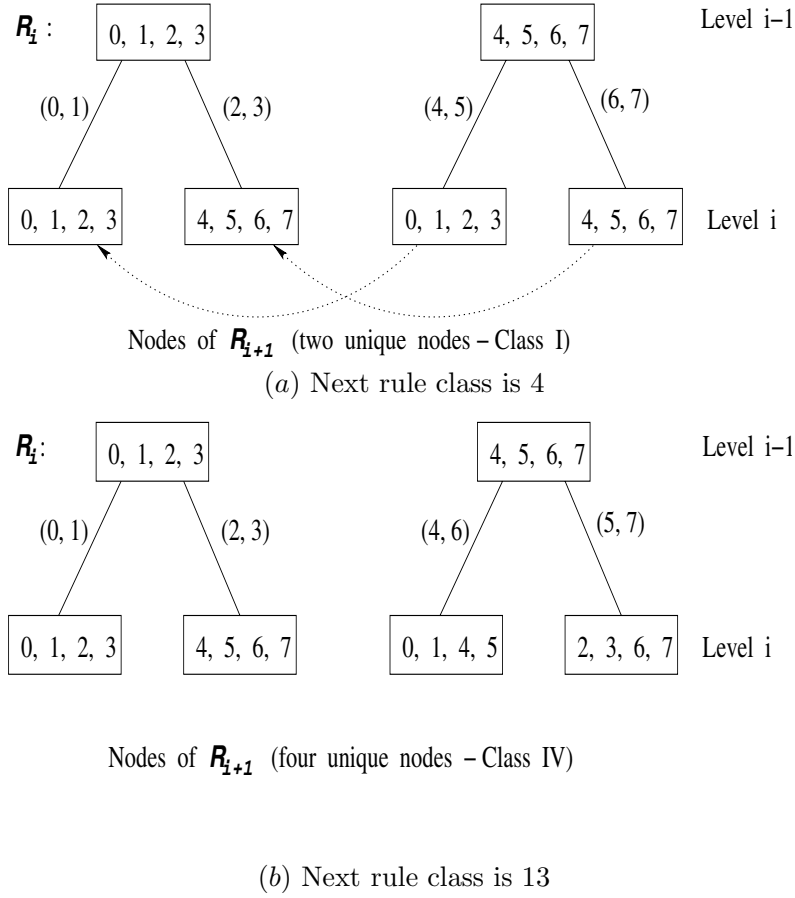 R_i :
0, 1, 2, 3
4, 5, 6, 7
Level i–1
(0, 1)
(2, 3)
(4, 5)
(6, 7)
0, 1, 2, 3
4, 5, 6, 7
0, 1, 2, 3
4, 5, 6, 7
Level i
Nodes of R_{i+1} (two unique nodes – Class I)
(a) Next rule class is 4
R_i:
0, 1, 2, 3
4, 5, 6, 7
Level i–1
(0, 1)
(2, 3)
(4, 6)
(5, 7)
0, 1, 2, 3
4, 5, 6, 7
0, 1, 4, 5
2, 3, 6, 7
Level i
Nodes of R_{i+1} (four unique nodes – Class IV)
(b) Next rule class is 13